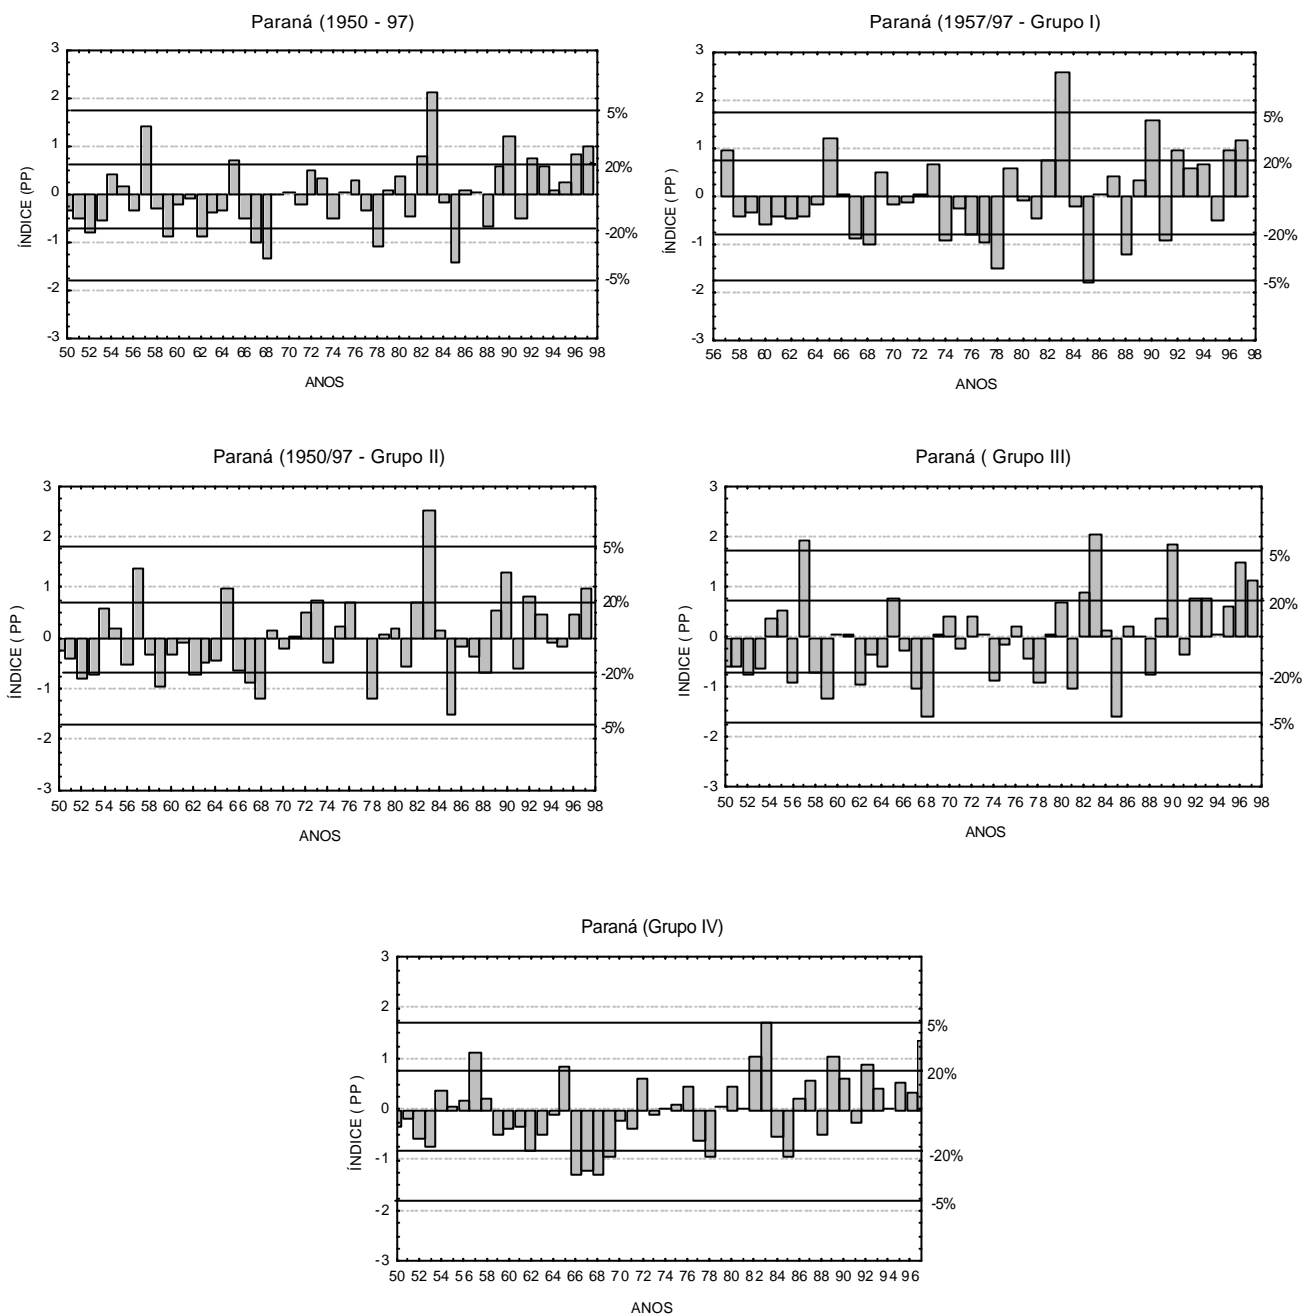 Paraná (1950 - 97)
3
2
1
0
-1
-2
-3
ÍNDICE (PP)
5%
20%
-20%
-5%
50 52 54 56 58 60 62 64 66 68 70 72 74 76 78 80 82 84 86 88 90 92 94 96 98
ANOS
Paraná (1957/97 - Grupo I)
3
2
1
0
-1
-2
-3
ÍNDICE ( PP )
5%
20%
-20%
-5%
56 58 60 62 64 66 68 70 72 74 76 78 80 82 84 86 88 90 92 94 96 98
ANOS
Paraná (1950/97 - Grupo II)
3
2
1
0
-1
-2
-3
ÍNDICE ( PP )
5%
20%
-20%
-5%
50 52 54 56 58 60 62 64 66 68 70 72 74 76 78 80 82 84 86 88 90 92 94 96 98
ANOS
Paraná ( Grupo III)
3
2
1
0
-1
-2
-3
INDICE ( PP )
5%
20%
-20%
-5%
50 52 54 56 58 60 62 64 66 68 70 72 74 76 78 80 82 84 86 88 90 92 94 96 98
ANOS
Paraná (Grupo IV)
3
2
1
0
-1
-2
-3
ÍNDICE ( PP )
5%
20%
-20%
-5%
50 52 54 56 58 60 62 64 66 68 70 72 74 76 78 80 82 84 86 88 90 92 94 96
ANOS